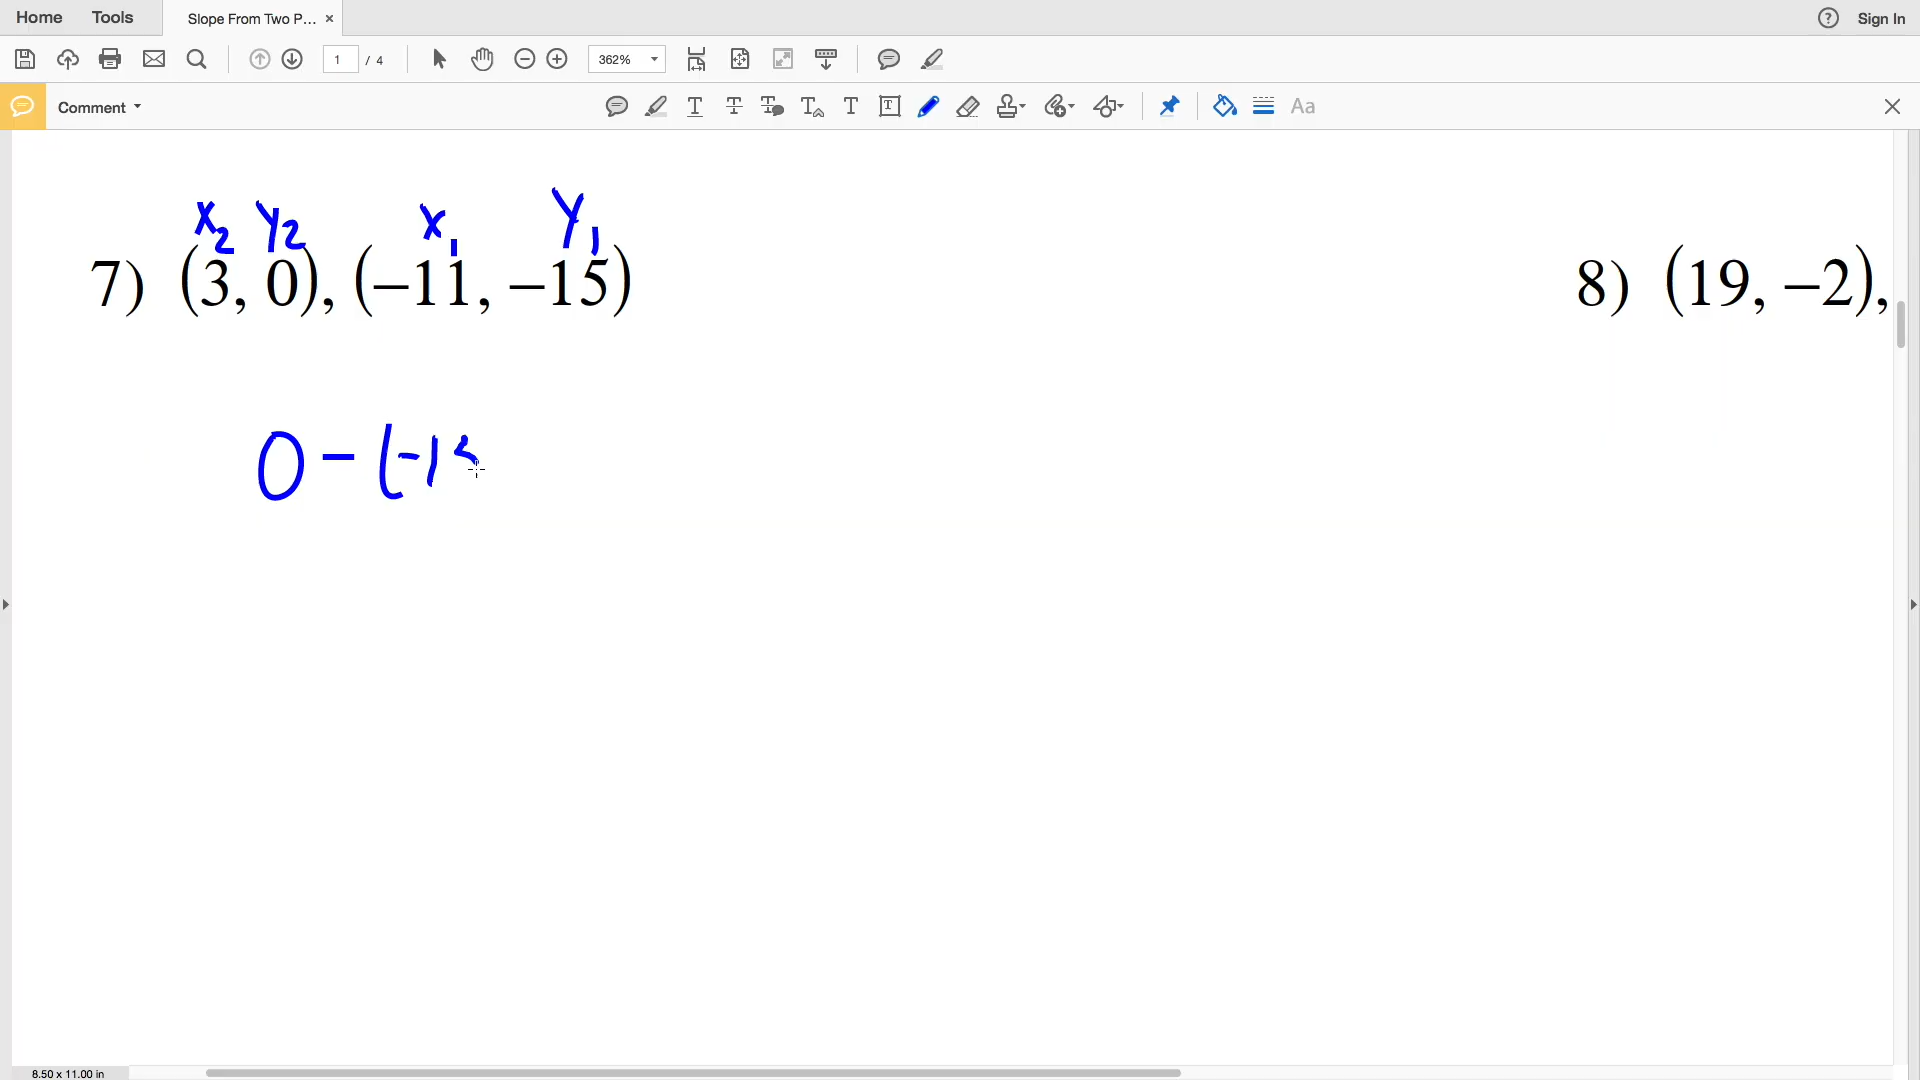 Home Tools Slope From Two P... × ? Sign In
1 / 4 362%
Comment Aa
X2 Y2 X1 Y1
7) (3, 0), (−11, −15) 8) (19, −2),
0 − (-1
8.50 x 11.00 in